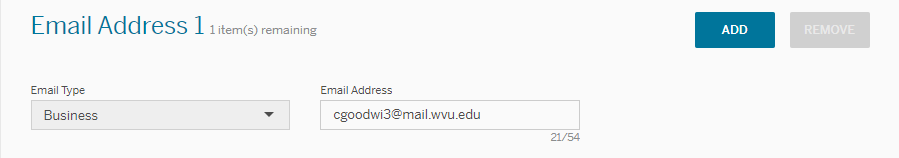 Email Address 1 1 item(s) remaining
ADD
REMOVE
Email Type
Email Address
Business
cgoodwi3@mail.wvu.edu
21/54